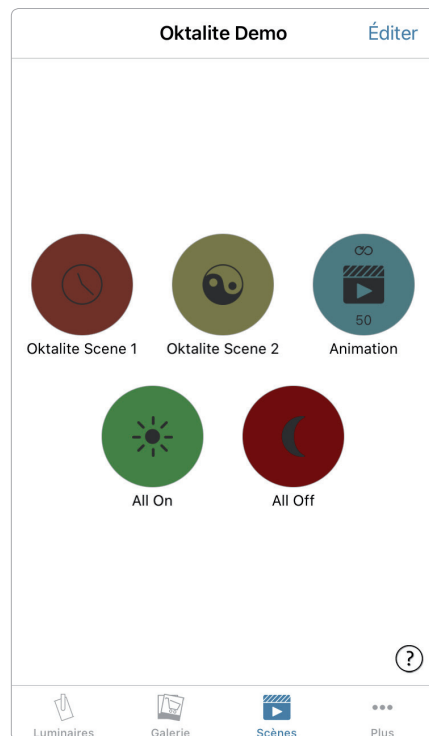 Oktalite Demo
Éditer
50
Oktalite Scene 1
Oktalite Scene 2
Animation
All On
All Off
?
Luminaires
Galerie
Scènes
Plus